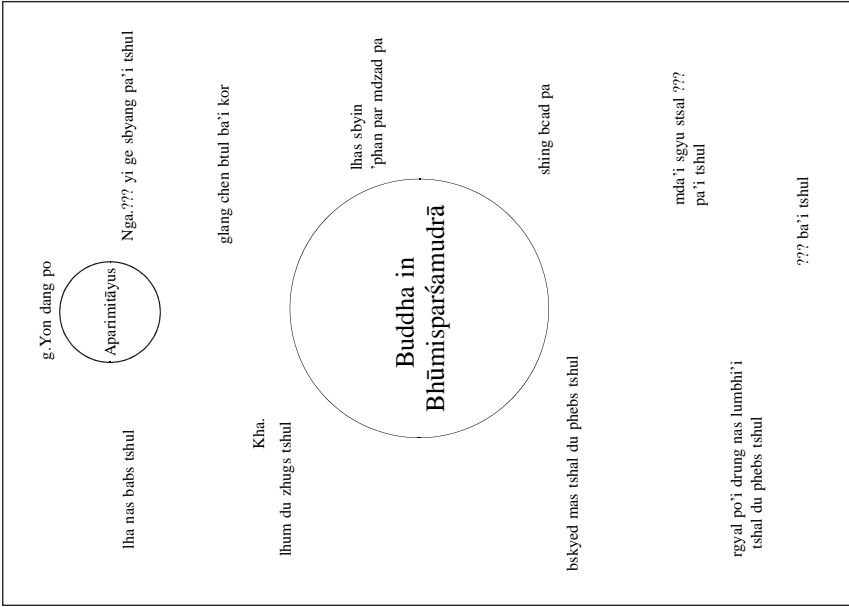 g.Yon dang po
Aparimitāyus
lha nas babs tshul
Nga.??? yi ge sbyang pa’i tshul
glang chen btul ba’i kor
Kha.
lhum du zhugs tshul
lhas sbyin
’phan par mdzad pa
Buddha in
Bhūmisparśamudrā
shing bcad pa
bskyed mas tshal du phebs tshul
mda’i sgyu stsal ???
pa’i tshul
rgyal po’i drung nas lumbhi’i
tshal du phebs tshul
??? ba’i tshul